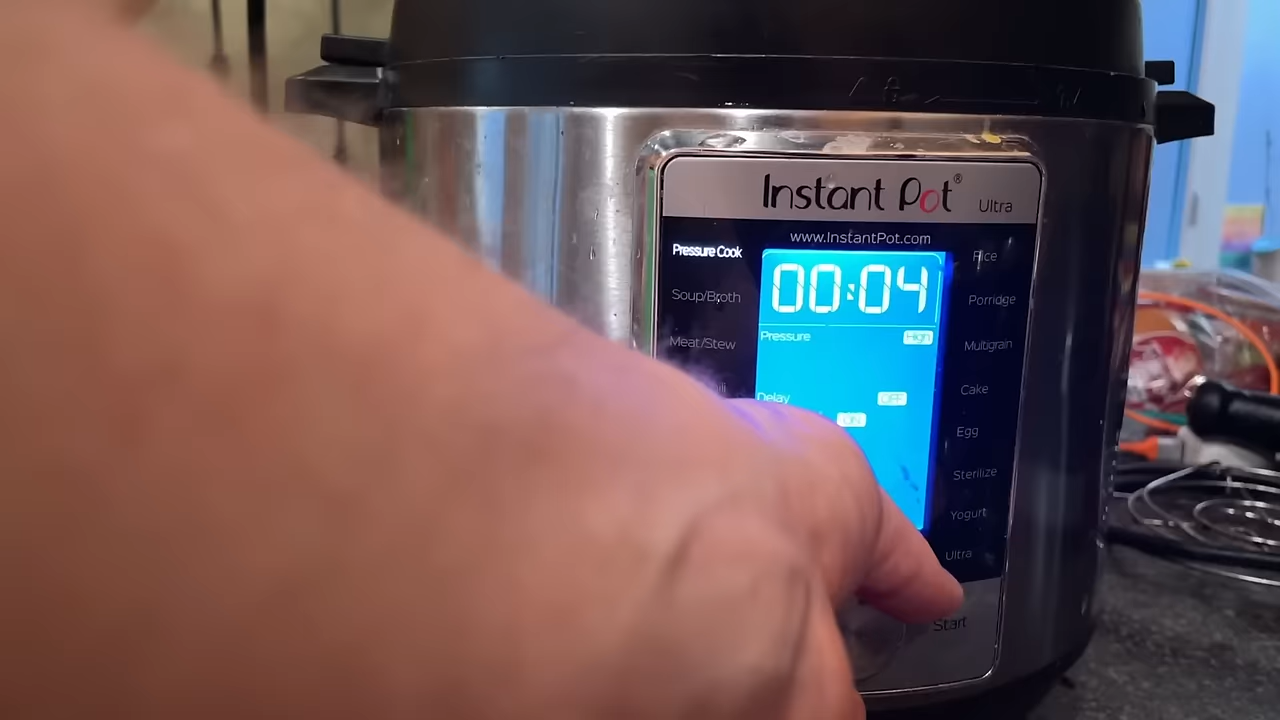 Instant Pot® Ultra
www.InstantPot.com
Pressure Cook
Soup/Broth
Meat/Stew
00:04
Pressure High
Delay OFF
ON
Rice
Porridge
Multigrain
Cake
Egg
Sterilize
Yogurt
Ultra
Start